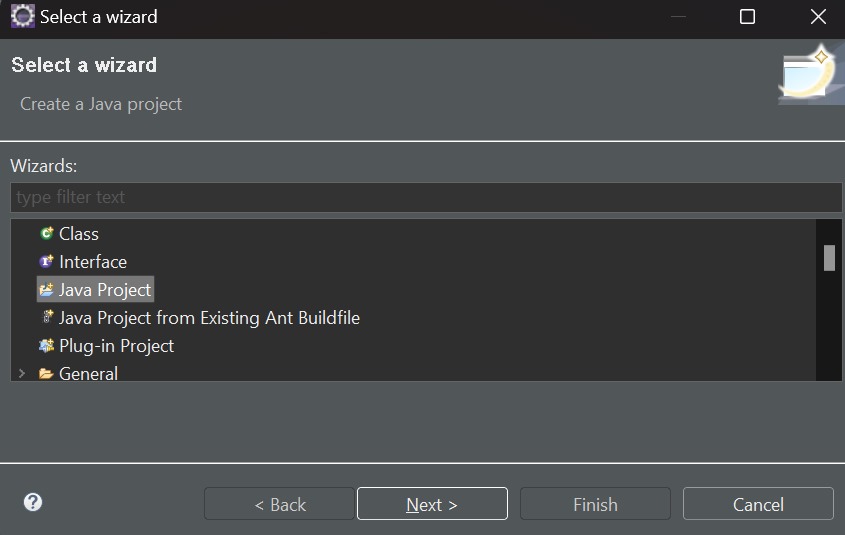 Select a wizard
Select a wizard
Create a Java project
Wizards:
type filter text
Class
Interface
Java Project
Java Project from Existing Ant Buildfile
Plug-in Project
General
< Back Next > Finish Cancel